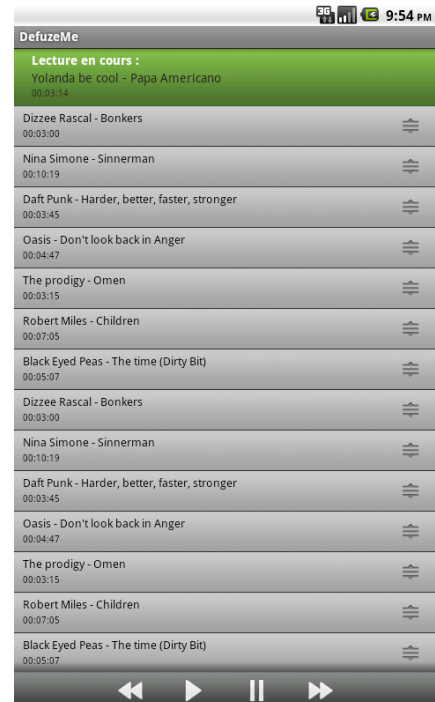 3G 9:54 PM
DefuzeMe
Lecture en cours :
Yolanda be cool - Papa Americano
00:03:14
Dizzee Rascal - Bonkers
00:03:00
Nina Simone - Sinnerman
00:10:19
Daft Punk - Harder, better, faster, stronger
00:03:45
Oasis - Don't look back in Anger
00:04:47
The prodigy - Omen
00:03:15
Robert Miles - Children
00:07:05
Black Eyed Peas - The time (Dirty Bit)
00:05:07
Dizzee Rascal - Bonkers
00:03:00
Nina Simone - Sinnerman
00:10:19
Daft Punk - Harder, better, faster, stronger
00:03:45
Oasis - Don't look back in Anger
00:04:47
The prodigy - Omen
00:03:15
Robert Miles - Children
00:07:05
Black Eyed Peas - The time (Dirty Bit)
00:05:07